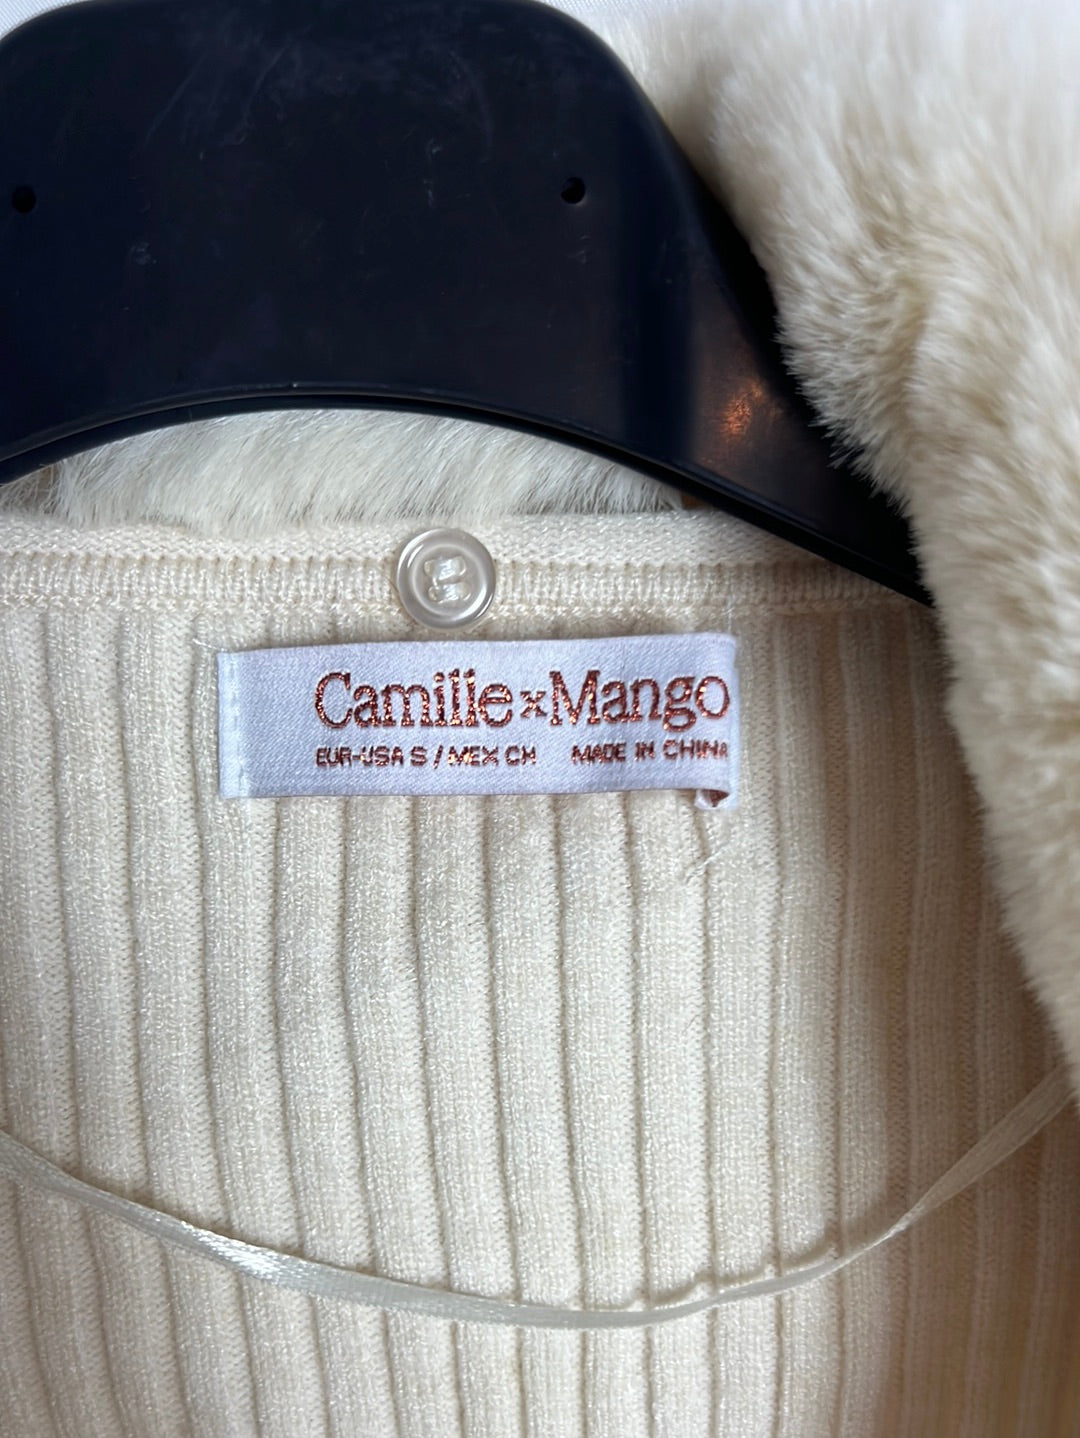 Camille x Mango
EUR-USA S / MEX CH MADE IN CHINA